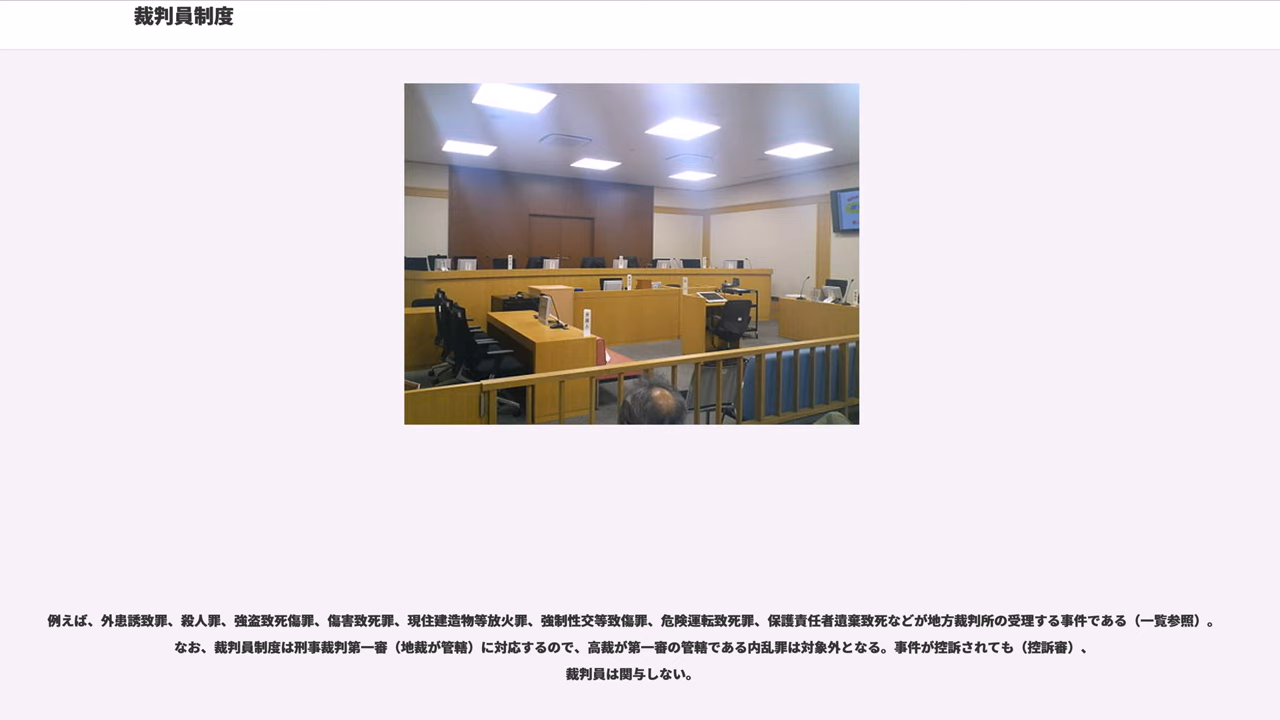 裁判員制度
例えば、外患誘致罪、殺人罪、強盗致死傷罪、傷害致死罪、現住建造物等放火罪、強制性交等致傷罪、危険運転致死罪、保護責任者遺棄致死などが地方裁判所の受理する事件である（一覧参照）。
なお、裁判員制度は刑事裁判第一審（地裁が管轄）に対応するので、高裁が第一審の管轄である内乱罪は対象外となる。事件が控訴されても（控訴審）、
裁判員は関与しない。